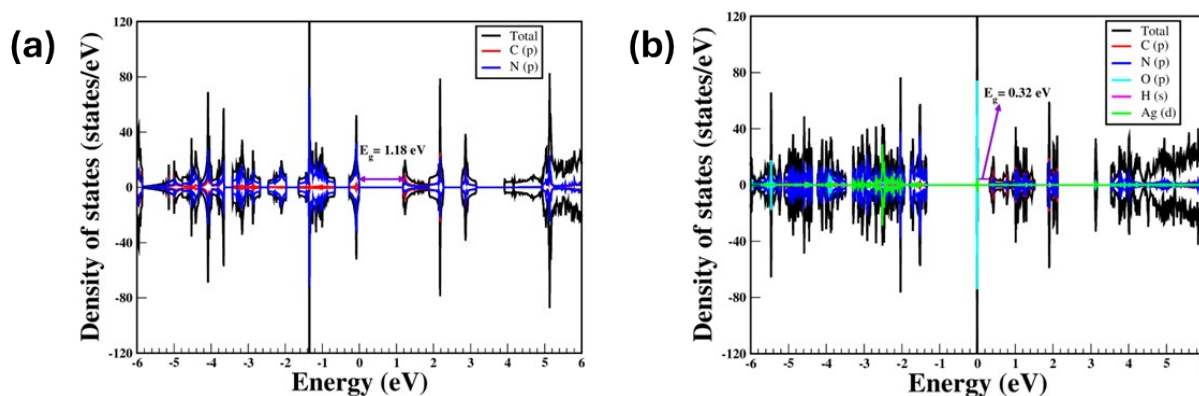 (a)
Density of states (states/eV)
120
80
40
0
-40
-80
-120
Total
C (p)
N (p)
E_g = 1.18 eV
-6 -5 -4 -3 -2 -1 0 1 2 3 4 5 6
Energy (eV)
(b)
Density of states (states/eV)
120
80
40
0
-40
-80
-120
Total
C (p)
N (p)
O (p)
H (s)
Ag (d)
E_g = 0.32 eV
-6 -5 -4 -3 -2 -1 0 1 2 3 4 5
Energy (eV)